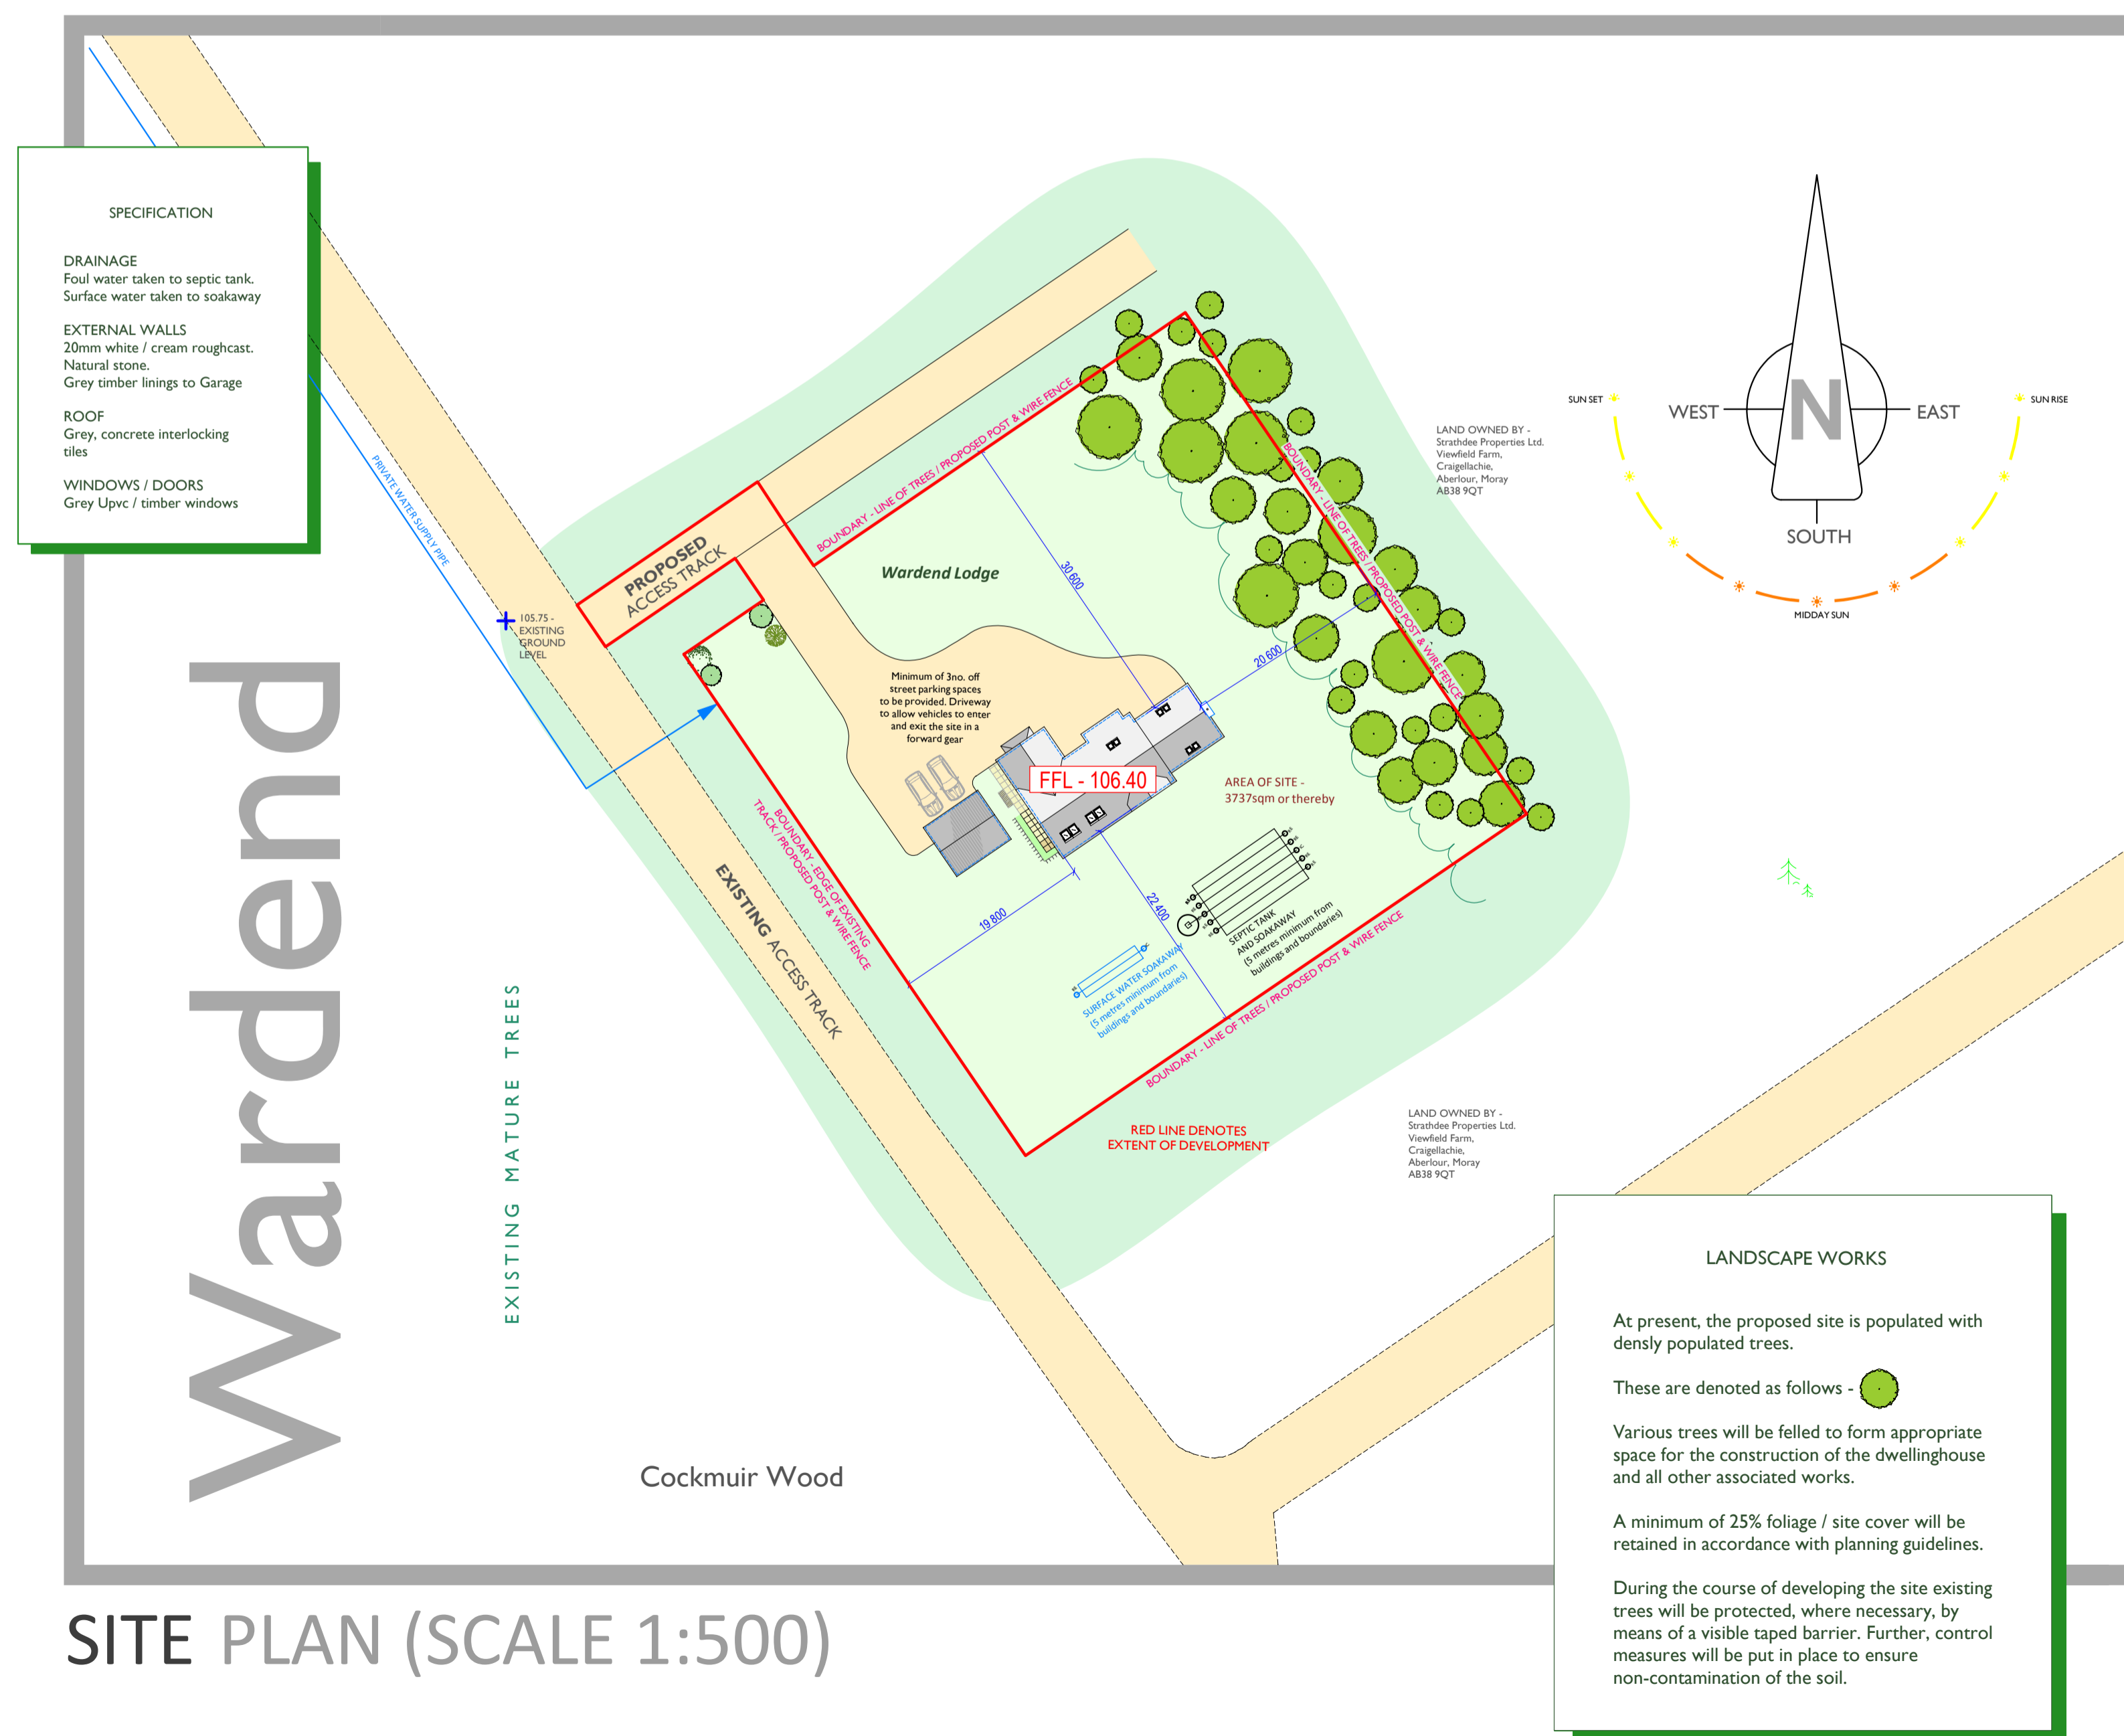 SPECIFICATION
DRAINAGE
Foul water taken to septic tank.
Surface water taken to soakaway
EXTERNAL WALLS
20mm white / cream roughcast.
Natural stone.
Grey timber linings to Garage
ROOF
Grey, concrete interlocking
tiles
WINDOWS / DOORS
Grey Upvc / timber windows
PRIVATE WATER SUPPLY PIPE
105.75 -
EXISTING
GROUND
LEVEL
PROPOSED
ACCESS TRACK
BOUNDARY - LINE OF TREES / PROPOSED POST & WIRE FENCE
Wardend Lodge
30 600
20 600
BOUNDARY - LINE OF TREES / PROPOSED POST & WIRE FENCE
LAND OWNED BY -
Strathdee Properties Ltd.
Viewfield Farm,
Craigellachie,
Aberlour, Moray
AB38 9QT
SUN SET
WEST
N
EAST
SUN RISE
SOUTH
MIDDAY SUN
Minimum of 3no. off
street parking spaces
to be provided. Driveway
to allow vehicles to enter
and exit the site in a
forward gear
FFL - 106.40
AREA OF SITE -
3737sqm or thereby
BOUNDARY - EDGE OF EXISTING
TRACK / PROPOSED POST & WIRE FENCE
EXISTING ACCESS TRACK
19 800
22 400
SEPTIC TANK
AND SOAKAWAY
(5 metres minimum from
buildings and boundaries)
SURFACE WATER SOAKAWAY
(5 metres minimum from
buildings and boundaries)
BOUNDARY - LINE OF TREES / PROPOSED POST & WIRE FENCE
RED LINE DENOTES
EXTENT OF DEVELOPMENT
LAND OWNED BY -
Strathdee Properties Ltd.
Viewfield Farm,
Craigellachie,
Aberlour, Moray
AB38 9QT
Wardend
EXISTING MATURE TREES
Cockmuir Wood
LANDSCAPE WORKS
At present, the proposed site is populated with
densly populated trees.
These are denoted as follows -
Various trees will be felled to form appropriate
space for the construction of the dwellinghouse
and all other associated works.
A minimum of 25% foliage / site cover will be
retained in accordance with planning guidelines.
During the course of developing the site existing
trees will be protected, where necessary, by
means of a visible taped barrier. Further, control
measures will be put in place to ensure
non-contamination of the soil.
SITE PLAN (SCALE 1:500)